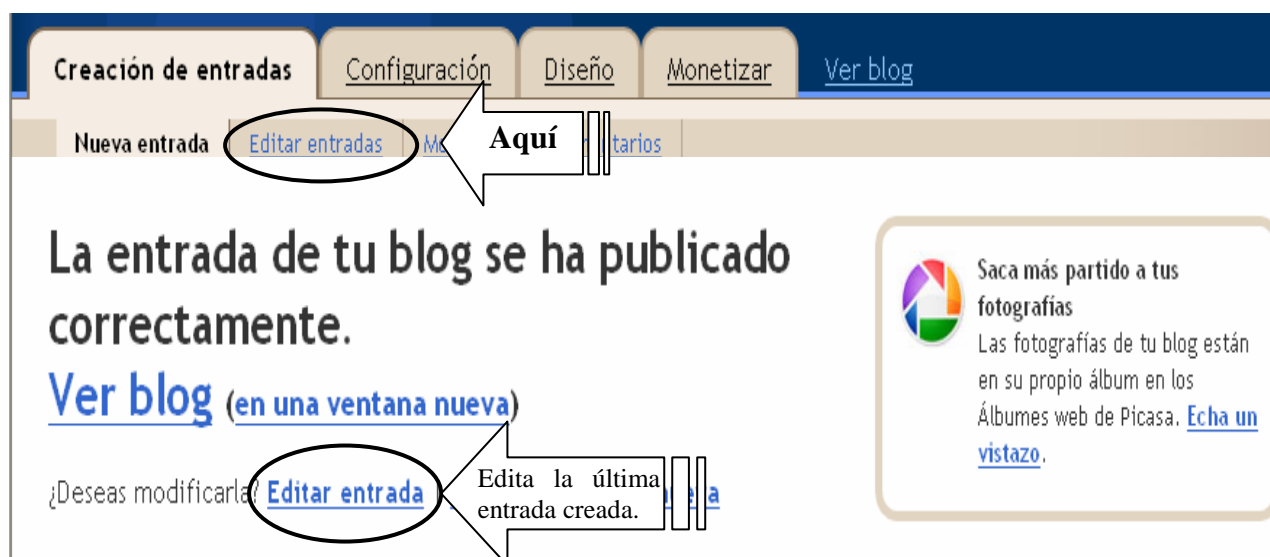 Creación de entradas Configuración Diseño Monetizar Ver blog
Nueva entrada Editar entradas Aquí
La entrada de tu blog se ha publicado
correctamente.
Ver blog (en una ventana nueva)
¿Deseas modificarla? Editar entrada
Edita la última
entrada creada.
Saca más partido a tus
fotografías
Las fotografías de tu blog están
en su propio álbum en los
Álbumes web de Picasa. Echa un
vistazo.